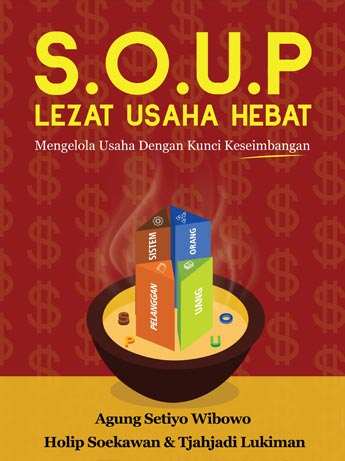 S.O.U.P
LEZAT USAHA HEBAT
Mengelola Usaha Dengan Kunci Keseimbangan
SISTEM
ORANG
PELANGGAN
UANG
S
O
P
U
Agung Setiyo Wibowo
Holip Soekawan & Tjahjadi Lukiman